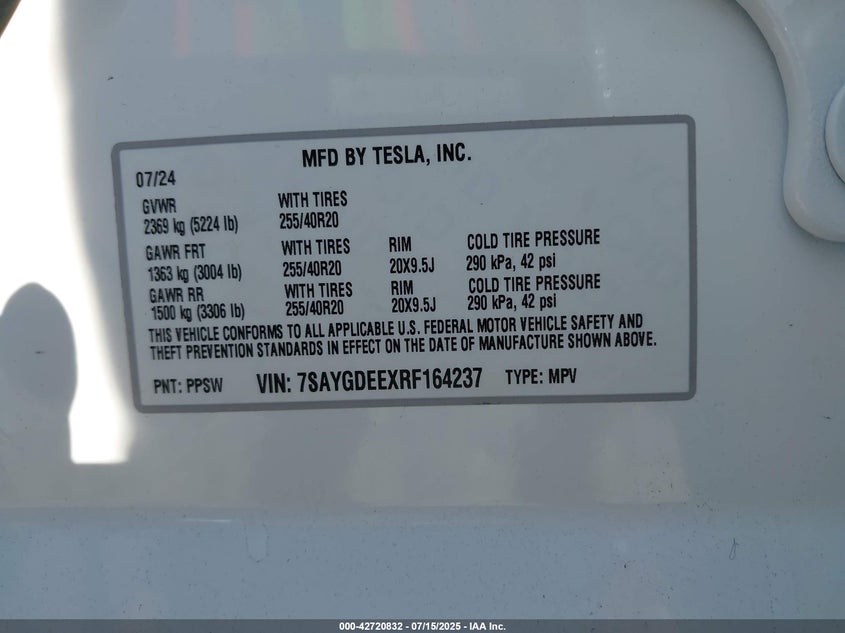 MFD BY TESLA, INC.
07/24
GVWR WITH TIRES
2369 kg (5224 lb) 255/40R20
GAWR FRT WITH TIRES RIM COLD TIRE PRESSURE
1363 kg (3004 lb) 255/40R20 20X9.5J 290 kPa, 42 psi
GAWR RR WITH TIRES RIM COLD TIRE PRESSURE
1500 kg (3306 lb) 255/40R20 20X9.5J 290 kPa, 42 psi
THIS VEHICLE CONFORMS TO ALL APPLICABLE U.S. FEDERAL MOTOR VEHICLE SAFETY AND
THEFT PREVENTION STANDARDS IN EFFECT ON THE DATE OF MANUFACTURE SHOWN ABOVE.
PNT: PPSW VIN: 7SAYGDEEXRF164237 TYPE: MPV
000-42720832 - 07/15/2025 - IAA Inc.